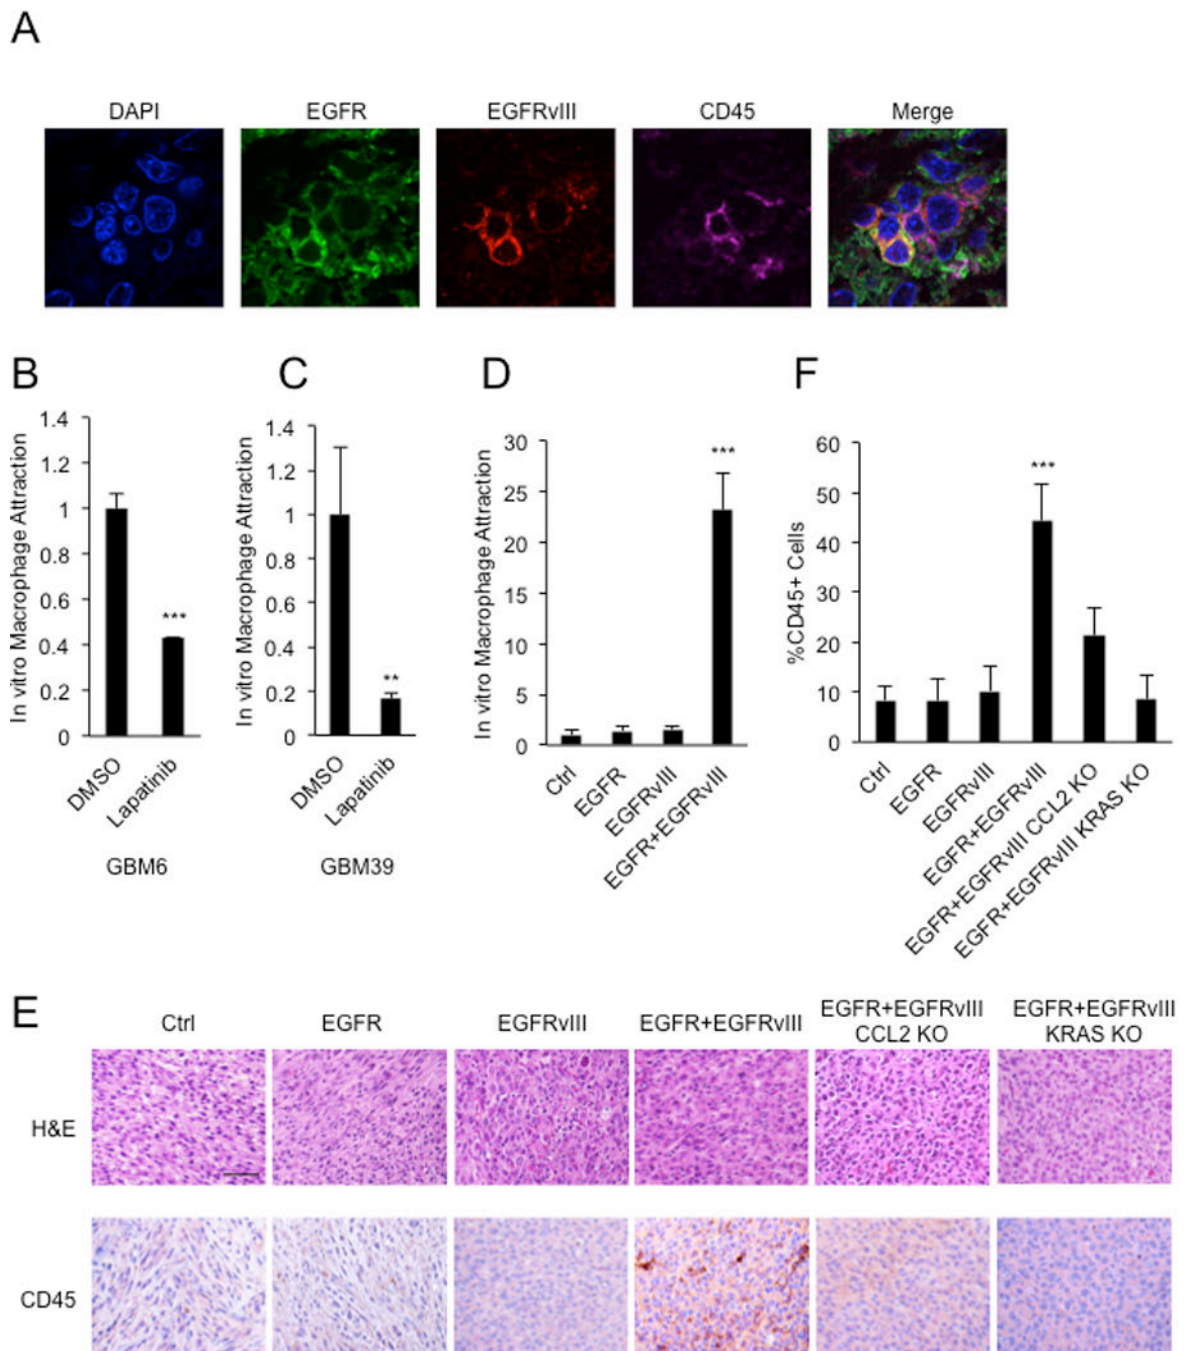 A
DAPI EGFR EGFRvIII CD45 Merge
B C D F
In vitro Macrophage Attraction
1.4
1.2
1
0.8
0.6
0.4
0.2
0
***
DMSO
Lapatinib
GBM6
In vitro Macrophage Attraction
1.4
1.2
1
0.8
0.6
0.4
0.2
0
**
DMSO
Lapatinib
GBM39
In vitro Macrophage Attraction
30
25
20
15
10
5
0
***
Ctrl
EGFR
EGFRvIII
EGFR+EGFRvIII
%CD45+ Cells
60
50
40
30
20
10
0
***
Ctrl
EGFR
EGFRvIII
EGFR+EGFRvIII
EGFR+EGFRvIII CCL2 KO
EGFR+EGFRvIII KRAS KO
E
Ctrl EGFR EGFRvIII EGFR+EGFRvIII
EGFR+EGFRvIII
CCL2 KO
EGFR+EGFRvIII
KRAS KO
H&E
CD45